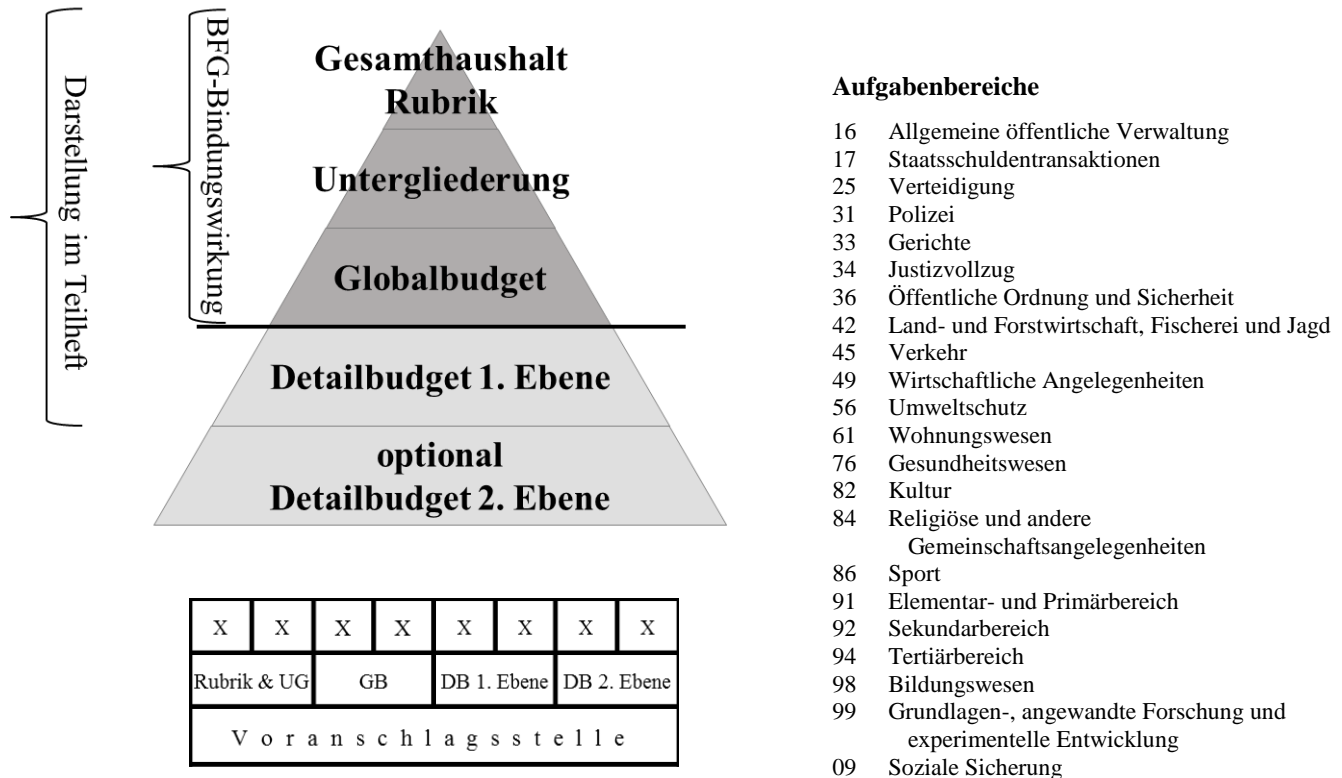 Darstellung im Teilheft
BFG-Bindungswirkung
Gesamthaushalt
Rubrik
Untergliederung
Globalbudget
Detailbudget 1. Ebene
optional
Detailbudget 2. Ebene
X X X X X X X X
Rubrik & UG GB DB 1. Ebene DB 2. Ebene
Voranschlagsstelle
Aufgabenbereiche
16 Allgemeine öffentliche Verwaltung
17 Staatsschuldentransaktionen
25 Verteidigung
31 Polizei
33 Gerichte
34 Justizvollzug
36 Öffentliche Ordnung und Sicherheit
42 Land- und Forstwirtschaft, Fischerei und Jagd
45 Verkehr
49 Wirtschaftliche Angelegenheiten
56 Umweltschutz
61 Wohnungswesen
76 Gesundheitswesen
82 Kultur
84 Religiöse und andere
Gemeinschaftsangelegenheiten
86 Sport
91 Elementar- und Primärbereich
92 Sekundarbereich
94 Tertiärbereich
98 Bildungswesen
99 Grundlagen-, angewandte Forschung und
experimentelle Entwicklung
09 Soziale Sicherung